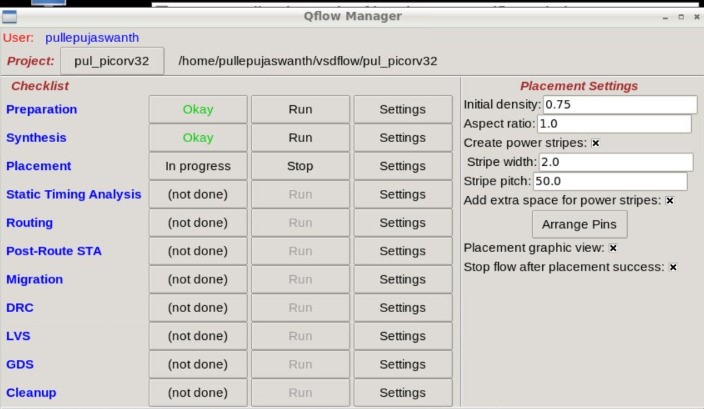 Qflow Manager
User: pullepujaswanth
Project: pul_picorv32 /home/pullepujaswanth/vsdflow/pul_picorv32
Checklist
Preparation Okay Run Settings
Synthesis Okay Run Settings
Placement In progress Stop Settings
Static Timing Analysis (not done) Run Settings
Routing (not done) Run Settings
Post-Route STA (not done) Run Settings
Migration (not done) Run Settings
DRC (not done) Run Settings
LVS (not done) Run Settings
GDS (not done) Run Settings
Cleanup (not done) Run Settings
Placement Settings
Initial density: 0.75
Aspect ratio: 1.0
Create power stripes:
Stripe width: 2.0
Stripe pitch: 50.0
Add extra space for power stripes:
Arrange Pins
Placement graphic view:
Stop flow after placement success: